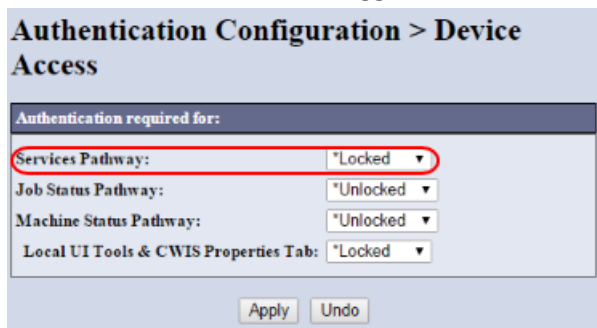 Authentication Configuration > Device
Access
Authentication required for:
Services Pathway: *Locked
Job Status Pathway: *Unlocked
Machine Status Pathway: *Unlocked
Local UI Tools & CWIS Properties Tab: *Locked
Apply Undo